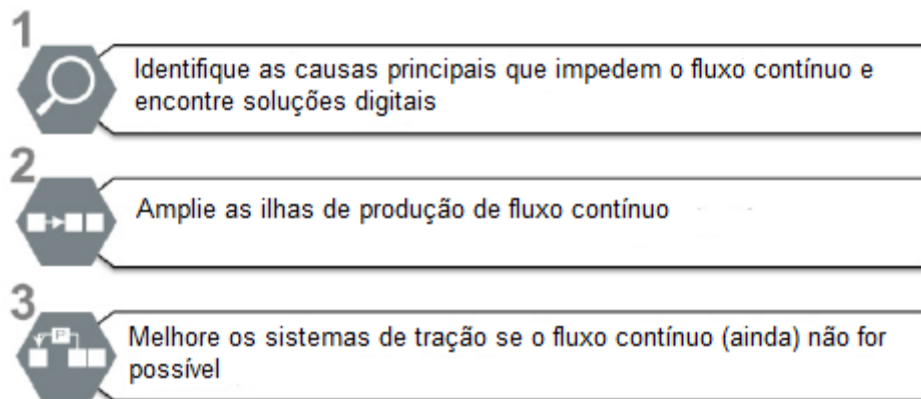 1
Identifique as causas principais que impedem o fluxo contínuo e
encontre soluções digitais
2
Amplie as ilhas de produção de fluxo contínuo
3
P
Melhore os sistemas de tração se o fluxo contínuo (ainda) não for
possível